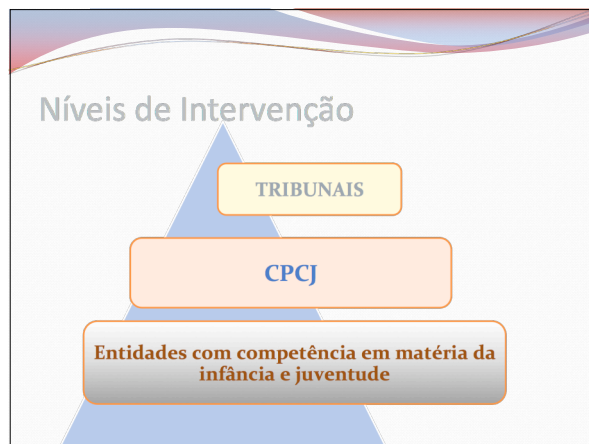 Níveis de Intervenção
TRIBUNAIS
CPCJ
Entidades com competência em matéria da
infância e juventude